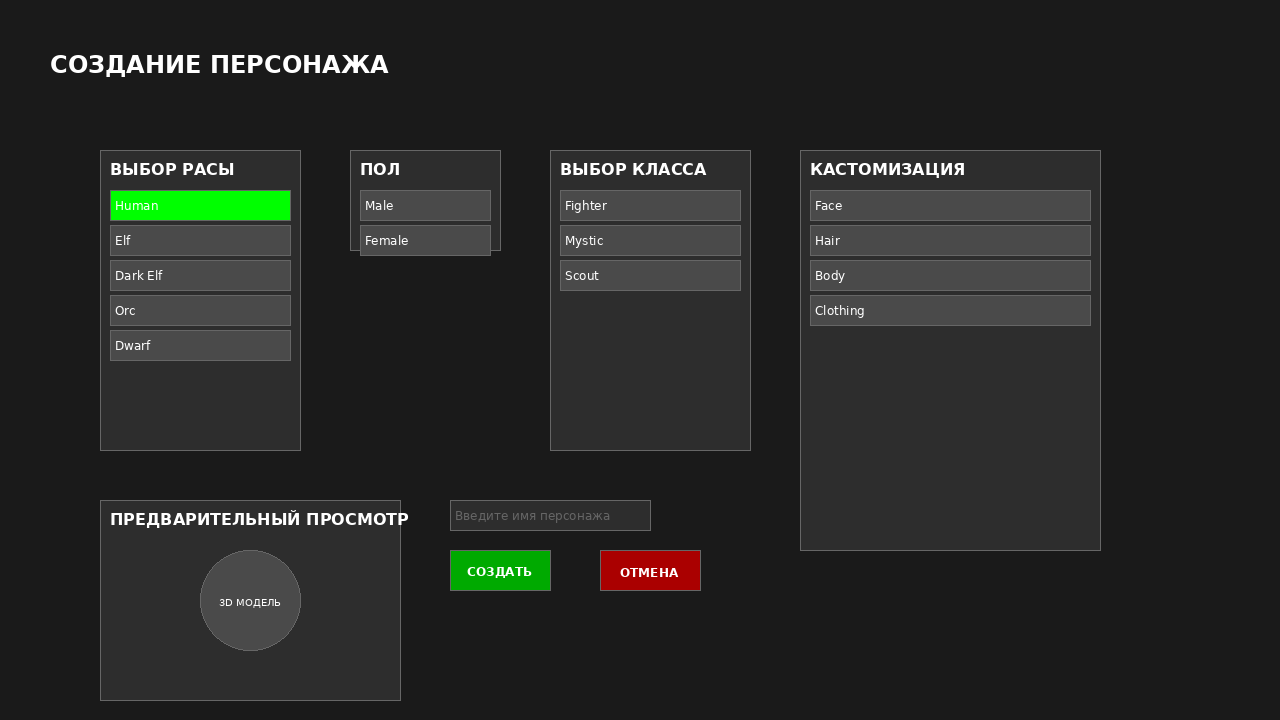 СОЗДАНИЕ ПЕРСОНАЖА
ВЫБОР РАСЫ
Human
Elf
Dark Elf
Orc
Dwarf
ПОЛ
Male
Female
ВЫБОР КЛАССА
Fighter
Mystic
Scout
КАСТОМИЗАЦИЯ
Face
Hair
Body
Clothing
ПРЕДВАРИТЕЛЬНЫЙ ПРОСМОТР
3D МОДЕЛЬ
Введите имя персонажа
СОЗДАТЬ
ОТМЕНА